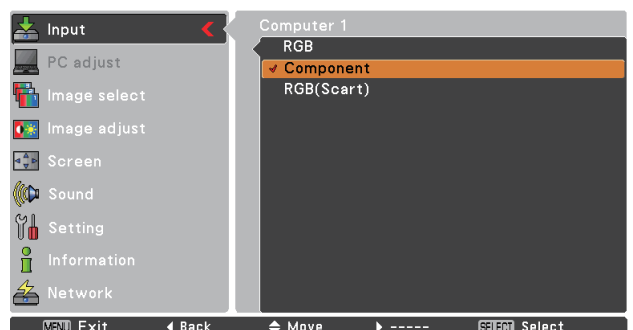 Input
PC adjust
Image select
Image adjust
Screen
Sound
Setting
Information
Network
Computer 1
RGB
Component
RGB(Scart)
MENU Exit Back Move ----- SELECT Select